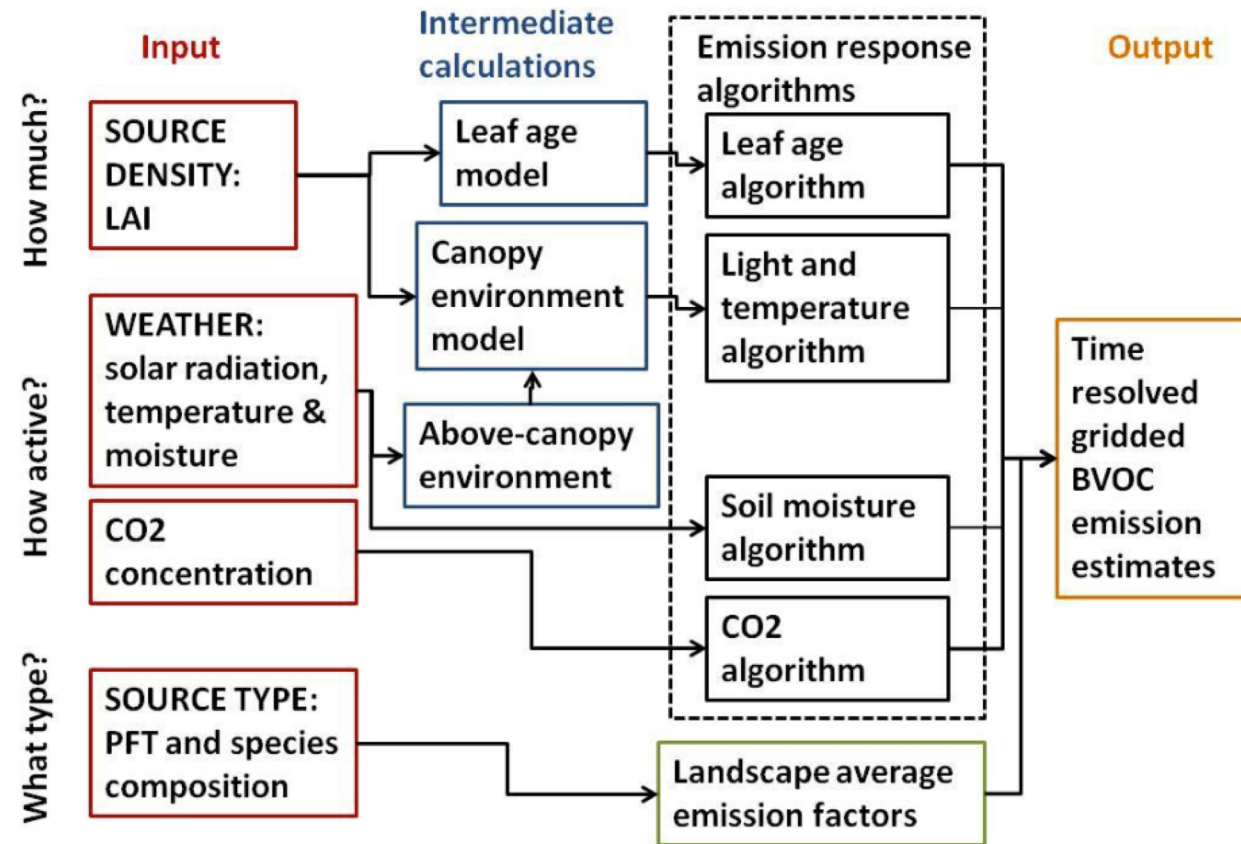 Input
Intermediate
calculations
Emission response
algorithms
Output
How much?
SOURCE
DENSITY:
LAI
Leaf age
model
Leaf age
algorithm
Canopy
environment
model
Light and
temperature
algorithm
How active?
WEATHER:
solar radiation,
temperature &
moisture
Above-canopy
environment
Soil moisture
algorithm
CO2
concentration
CO2
algorithm
Time
resolved
gridded
BVOC
emission
estimates
What type?
SOURCE TYPE:
PFT and species
composition
Landscape average
emission factors